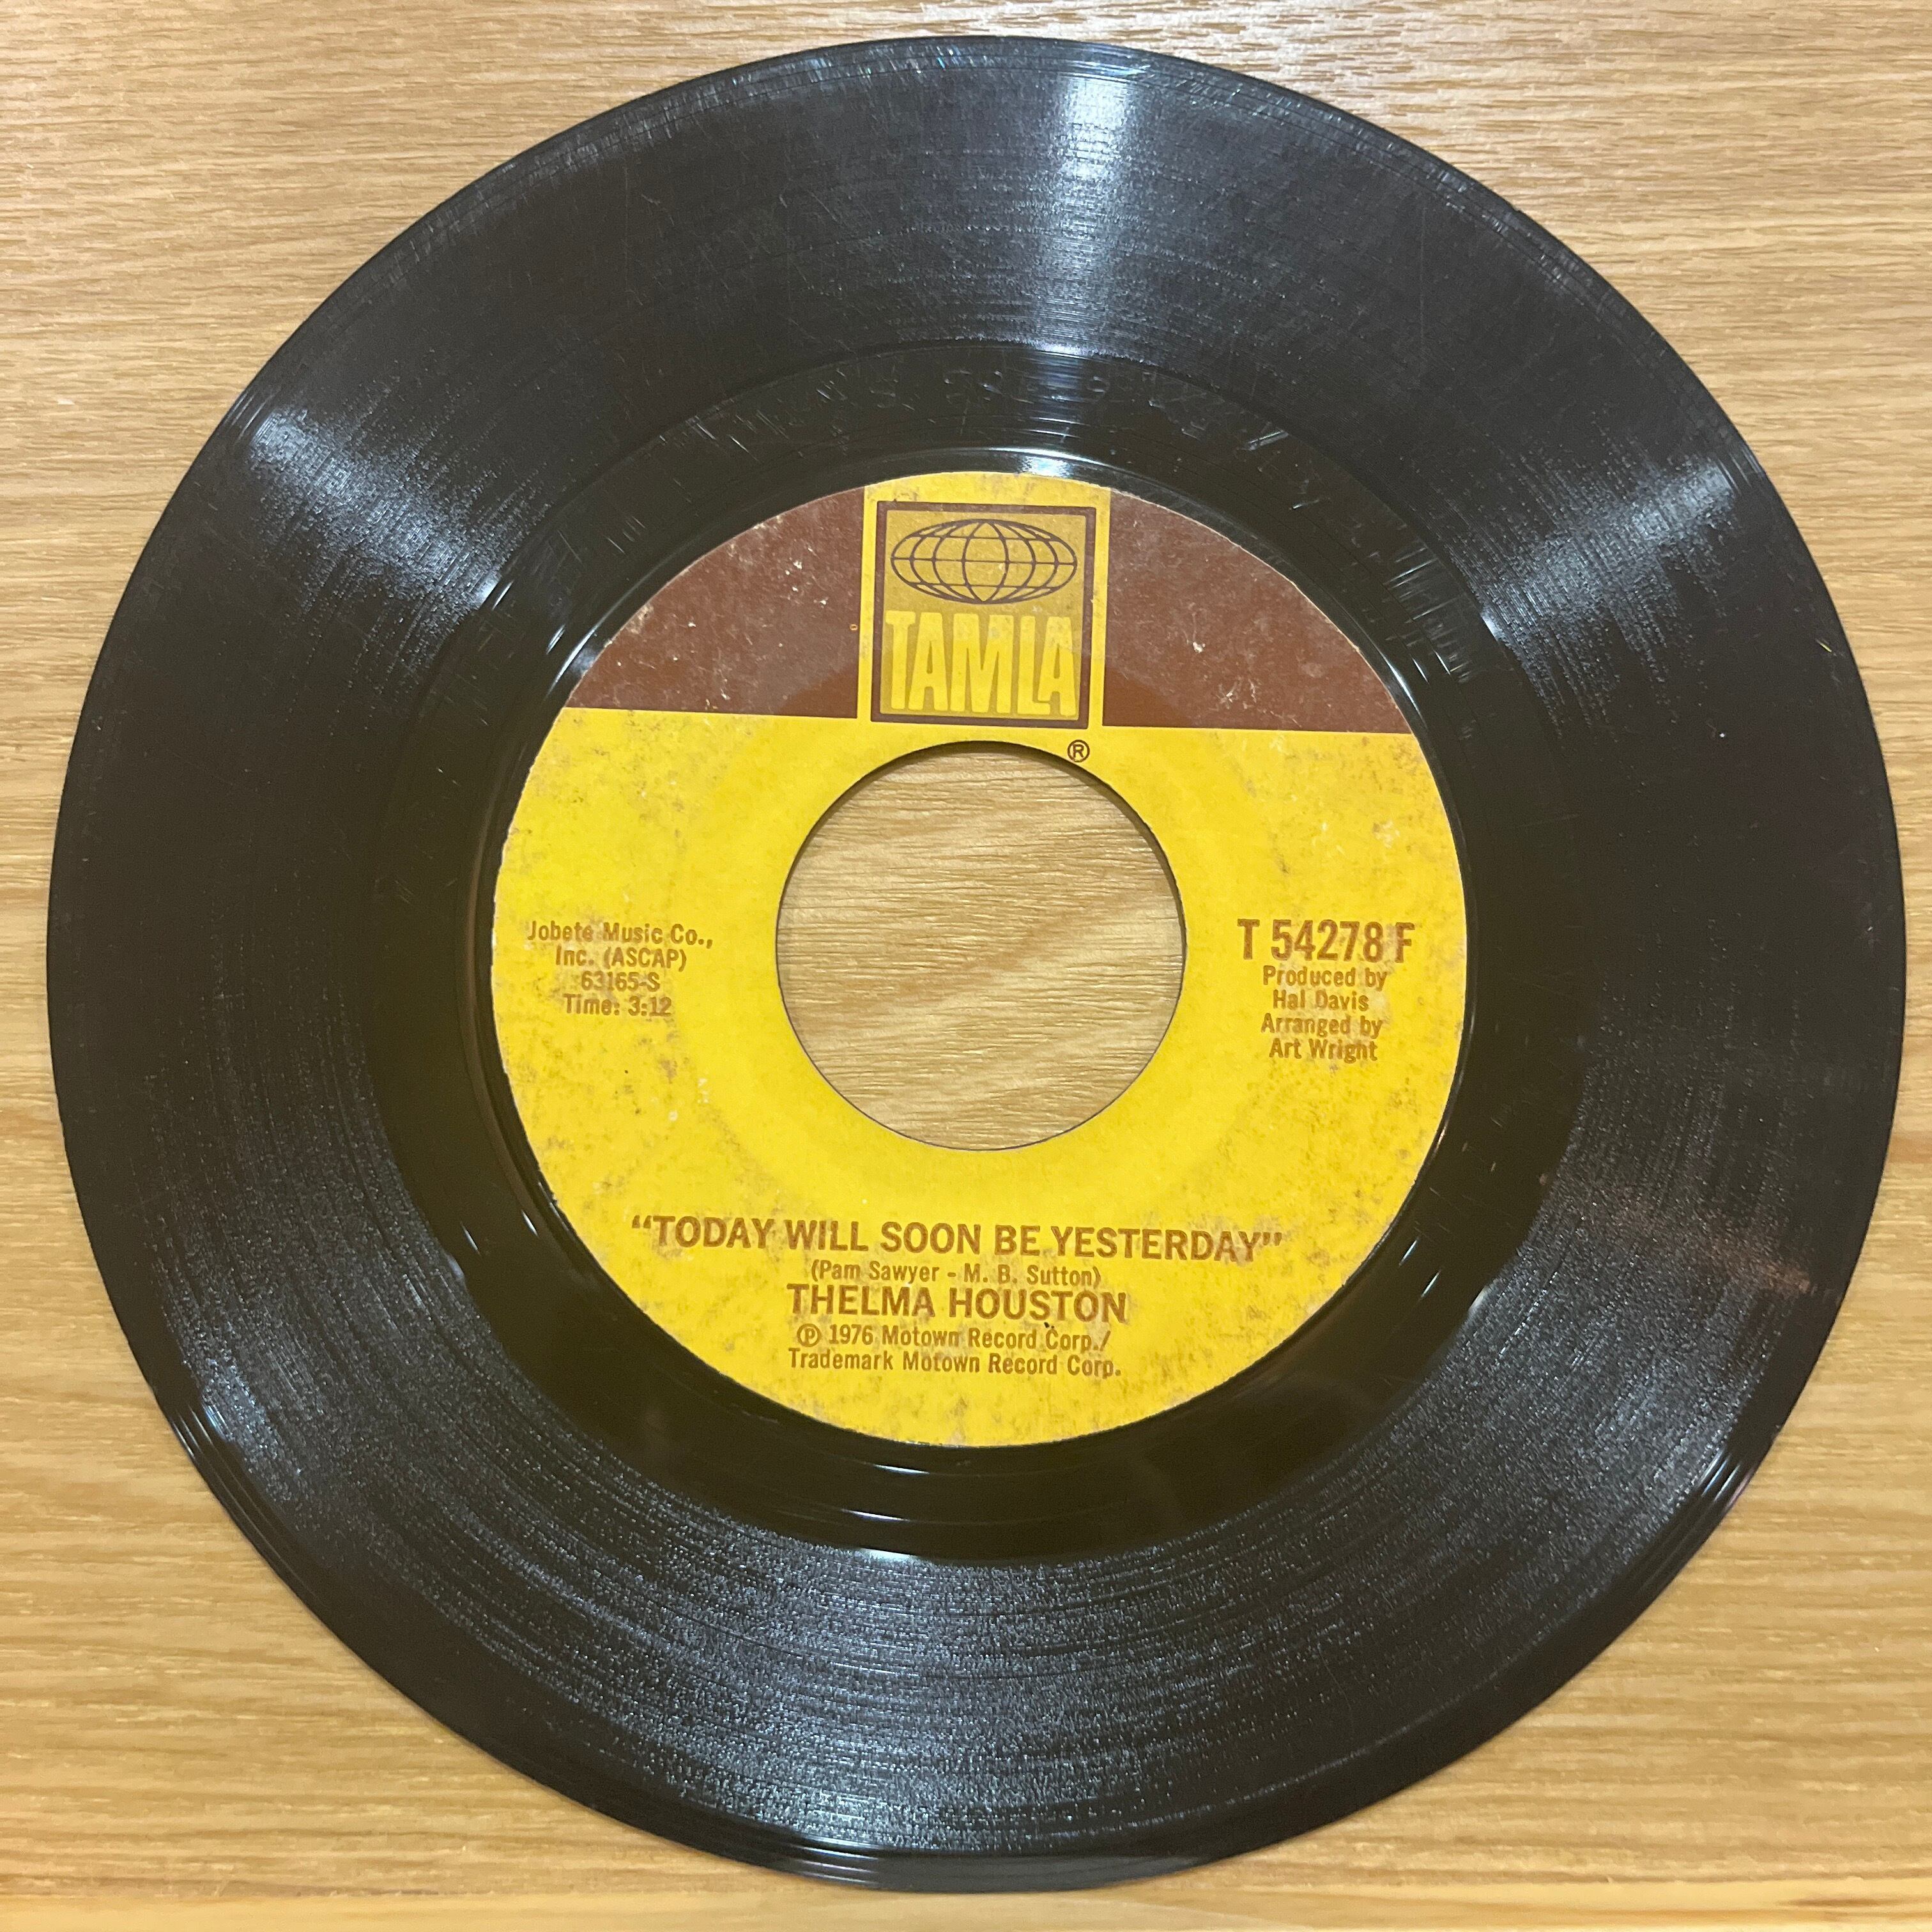 TAMLA
®
Jobete Music Co.,
Inc. (ASCAP)
63165-S
Time: 3:12
T 54278 F
Produced by
Hal Davis
Arranged by
Art Wright
"TODAY WILL SOON BE YESTERDAY"
(Pam Sawyer - M. B. Sutton)
THELMA HOUSTON
℗ 1976 Motown Record Corp./
Trademark Motown Record Corp.